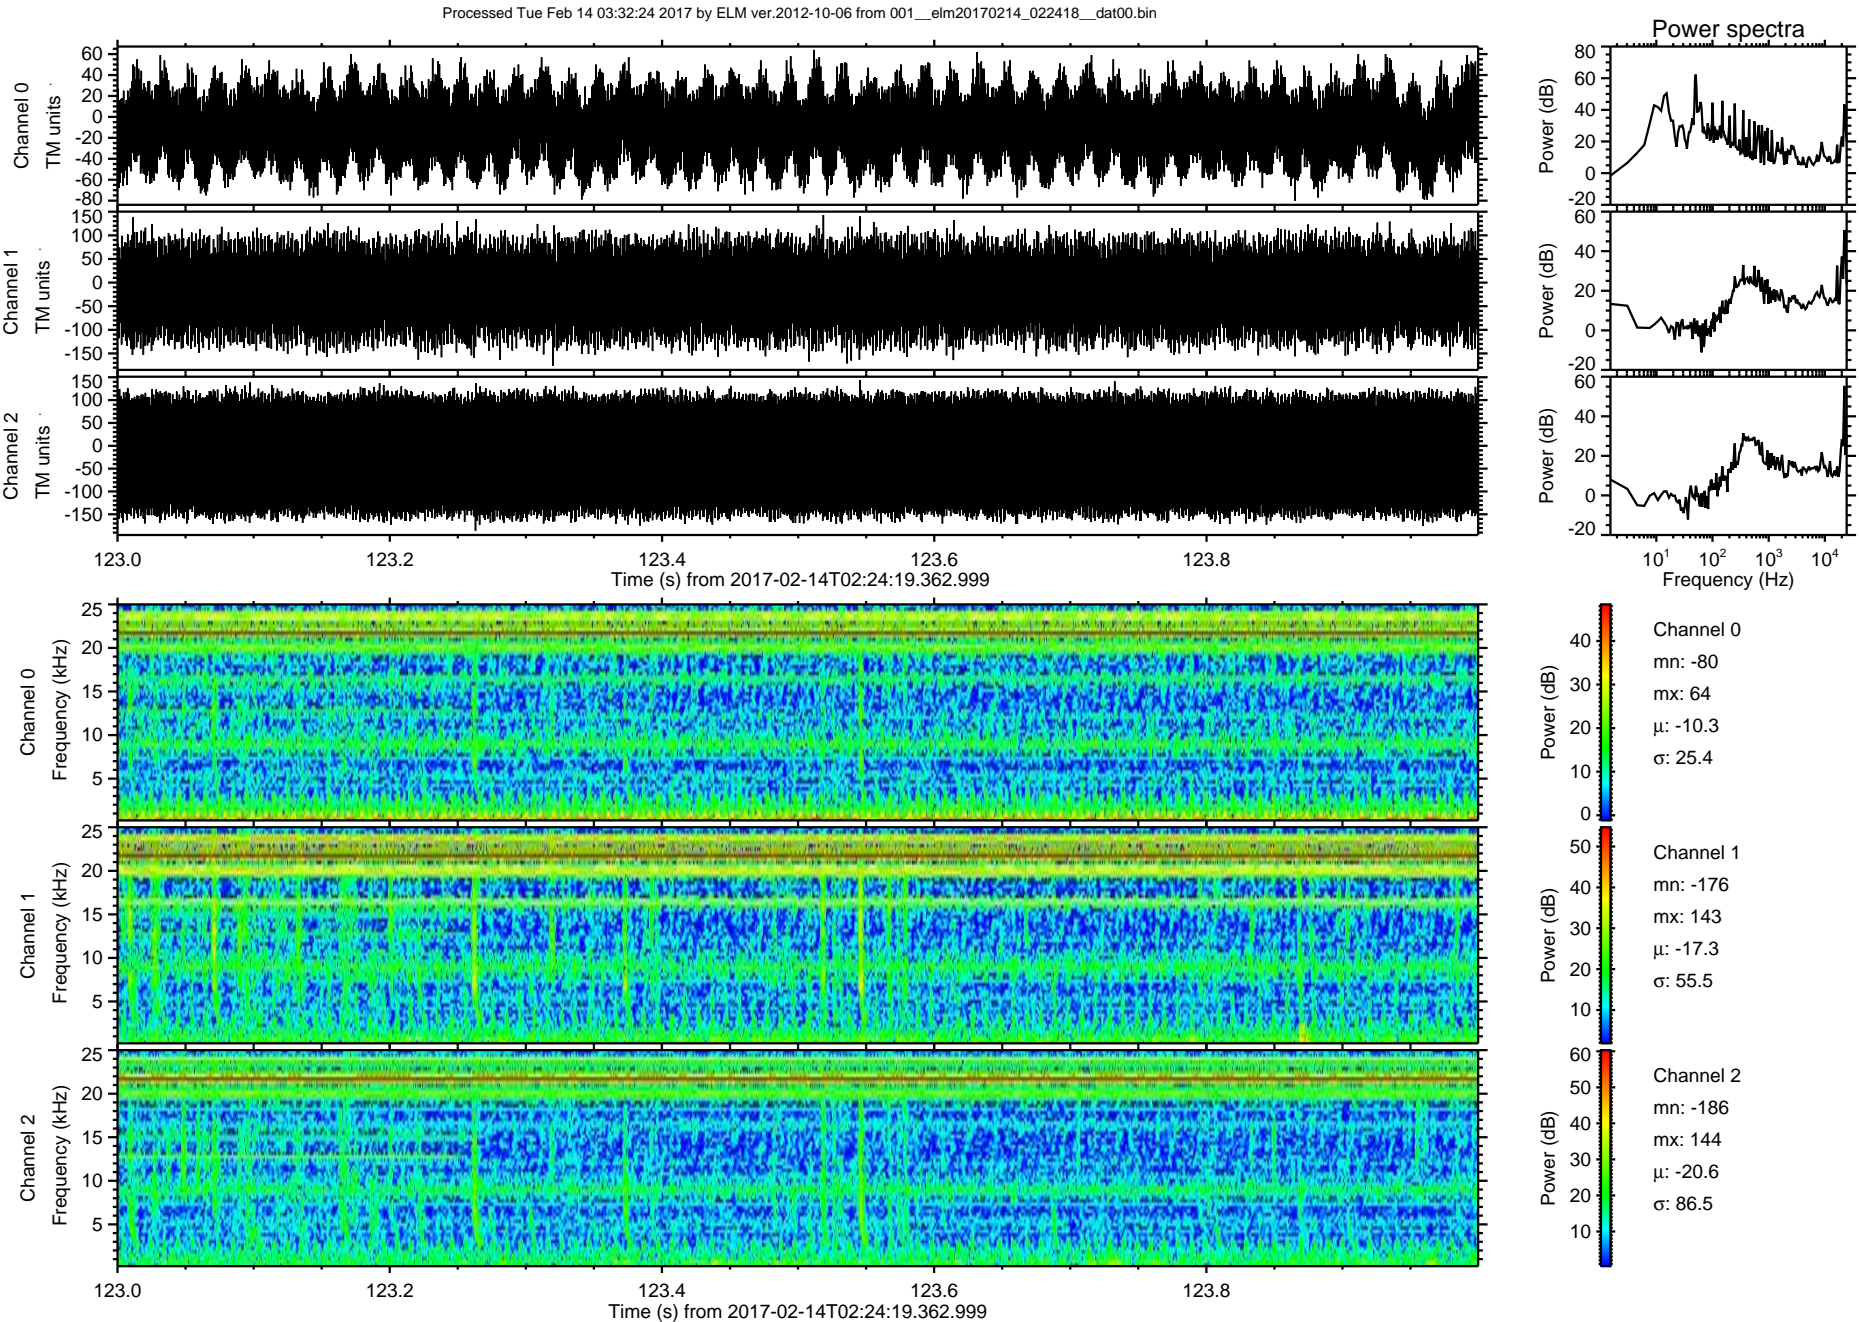 Processed Tue Feb 14 03:32:24 2017 by ELM ver.2012-10-06 from 001__elm20170214_022418__dat00.bin
Power spectra
Channel 0
TM units
60
40
20
0
-20
-40
-60
-80
Power (dB)
80
60
40
20
0
-20
Channel 1
TM units
150
100
50
0
-50
-100
-150
Power (dB)
60
40
20
0
-20
Channel 2
TM units
150
100
50
0
-50
-100
-150
Power (dB)
60
40
20
0
-20
123.0 123.2 123.4 123.6 123.8
Time (s) from 2017-02-14T02:24:19.362.999
10¹ 10² 10³ 10⁴
Frequency (Hz)
Channel 0
Frequency (kHz)
25
20
15
10
5
Power (dB)
40
30
20
10
0
Channel 0
mn: -80
mx: 64
µ: -10.3
σ: 25.4
Channel 1
Frequency (kHz)
25
20
15
10
5
Power (dB)
50
40
30
20
10
Channel 1
mn: -176
mx: 143
µ: -17.3
σ: 55.5
Channel 2
Frequency (kHz)
25
20
15
10
5
Power (dB)
60
50
40
30
20
10
Channel 2
mn: -186
mx: 144
µ: -20.6
σ: 86.5
123.0 123.2 123.4 123.6 123.8
Time (s) from 2017-02-14T02:24:19.362.999